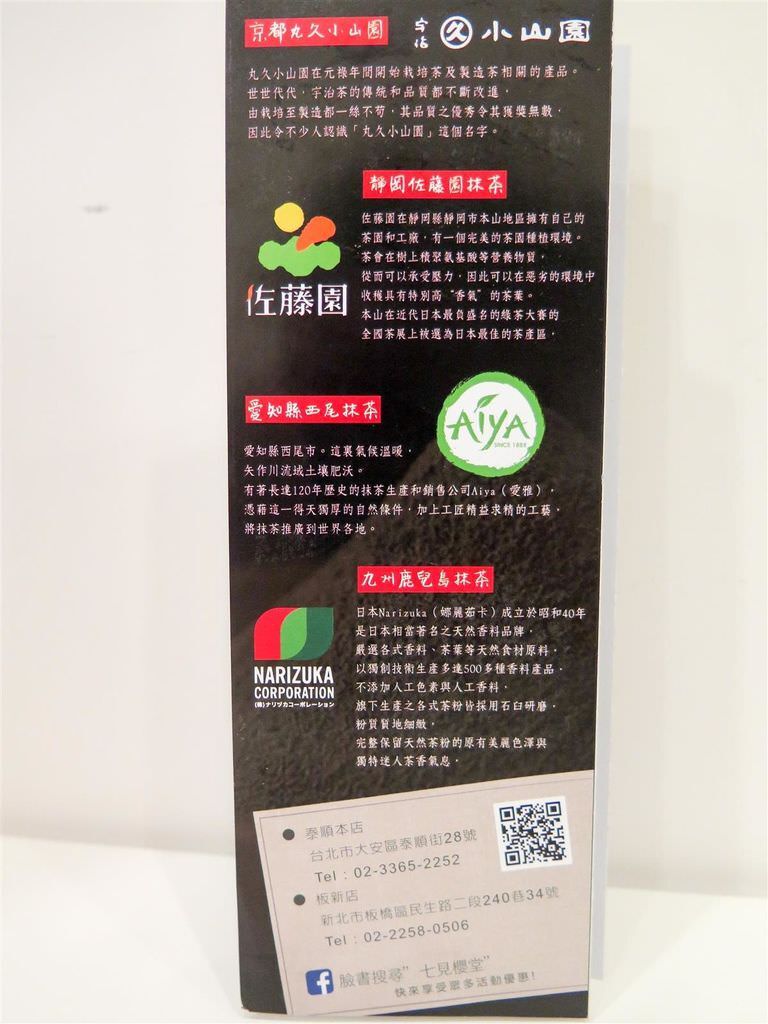 京都丸久小山園
宇治 久 小山園
丸久小山園在元祿年間開始栽培茶及製造茶相關的產品。
世世代代，宇治茶的傳統和品質都不斷改進，
由栽培至製造都一絲不苟，其品質之優秀令其獲獎無數，
因此令不少人認識「丸久小山園」這個名字。
靜岡佐藤園抹茶
佐藤園
佐藤園在靜岡縣靜岡市本山地區擁有自己的
茶園和工廠，有一個完美的茶園種植環境。
茶會在樹上積聚氨基酸等營養物質，
從而可以承受壓力，因此可以在惡劣的環境中
收穫具有特別高“香氣”的茶葉。
本山在近代日本最負盛名的綠茶大賽的
全國茶展上被選為日本最佳的茶產區。
愛知縣西尾抹茶
AiyA
SINCE 1888
愛知縣西尾市。這裏氣候溫暖，
矢作川流域土壤肥沃。
有著長達120年歷史的抹茶生產和銷售公司Aiya（愛雅），
憑藉這一得天獨厚的自然條件，加上工匠精益求精的工藝，
將抹茶推廣到世界各地。
九州鹿兒島抹茶
NARIZUKA
CORPORATION
(株)ナリヅカコーポレーション
日本Narizuka（娜麗茹卡）成立於昭和40年
是日本相當著名之天然香料品牌，
嚴選各式香料、茶葉等天然食材原料，
以獨創技術生產多達500多種香料產品，
不添加人工色素與人工香料，
旗下生產之各式茶粉皆採用石臼研磨，
粉質質地細緻，
完整保留天然茶粉的原有美麗色澤與
獨特迷人茶香氣息。
● 泰順本店
台北市大安區泰順街28號
Tel : 02-3365-2252
● 板新店
新北市板橋區民生路二段240巷34號
Tel : 02-2258-0506
f 臉書搜尋”七見櫻堂”
快來享受眾多活動優惠!